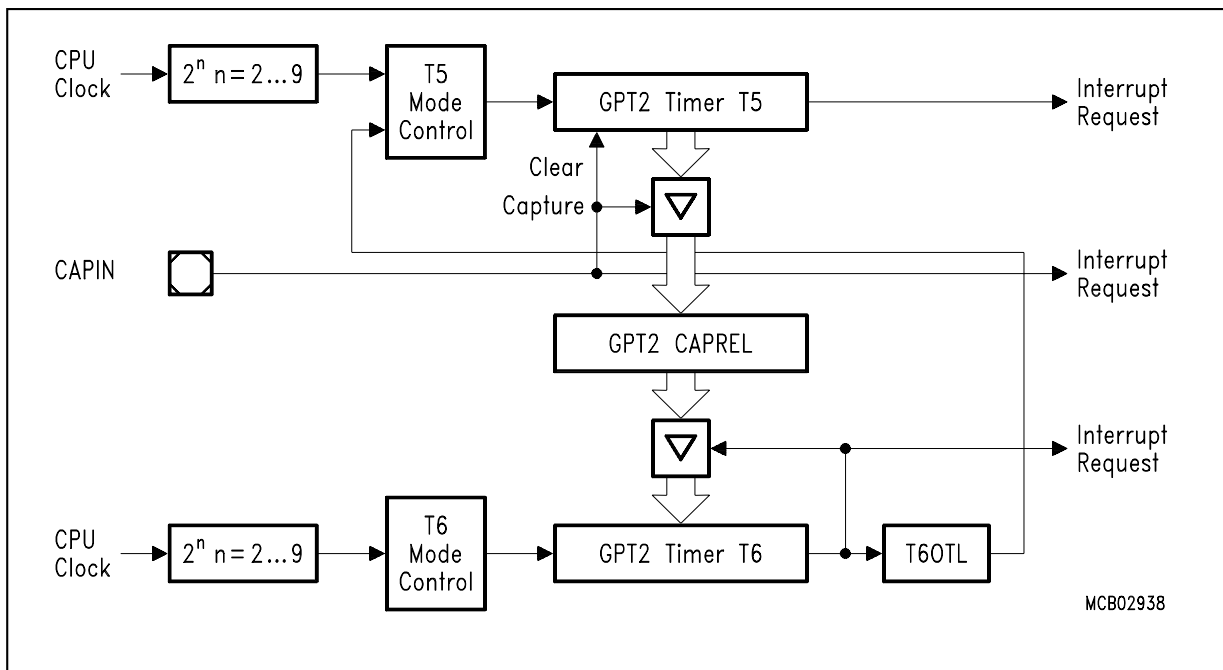 CPU
Clock
2ⁿ n=2...9
T5
Mode
Control
GPT2 Timer T5
Interrupt
Request
Clear
Capture
CAPIN
Interrupt
Request
GPT2 CAPREL
Interrupt
Request
CPU
Clock
2ⁿ n=2...9
T6
Mode
Control
GPT2 Timer T6
T6OTL
MCB02938